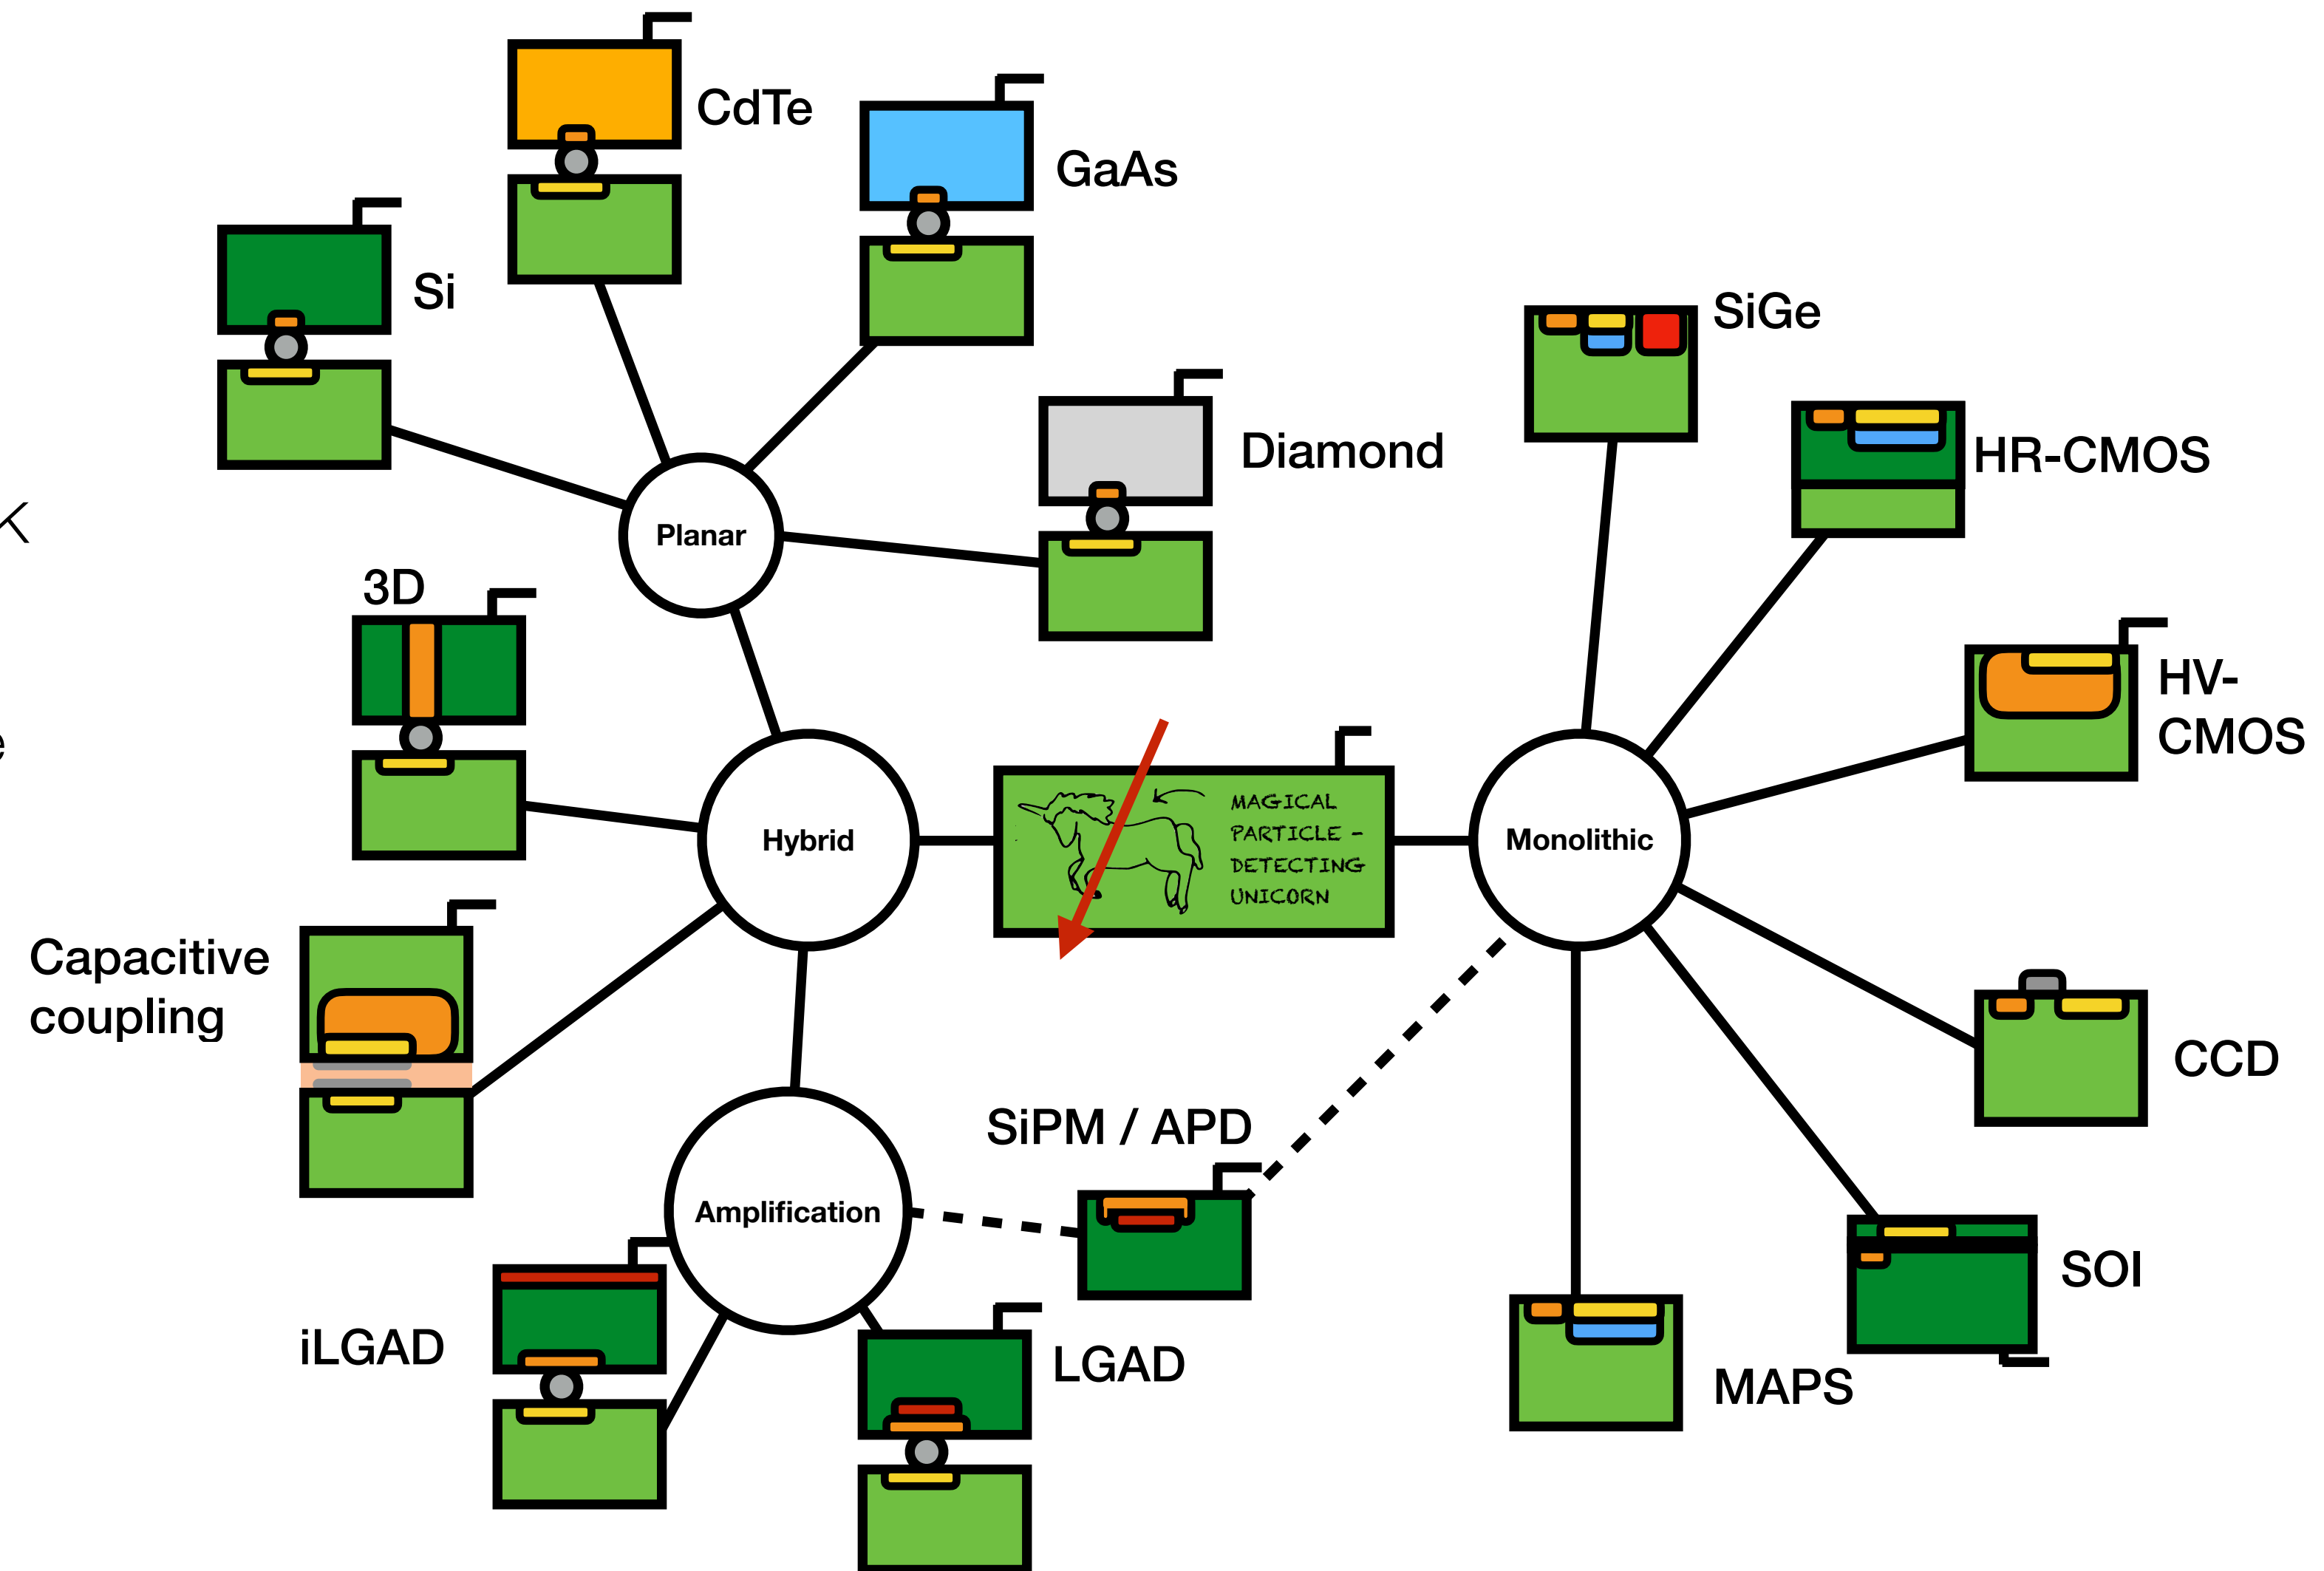 CdTe
GaAs
Si
SiGe
Diamond
HR-CMOS
Planar
3D
HV-
CMOS
MAGICAL
PARTICLE -
DETECTING
UNICORN
Hybrid
Monolithic
Capacitive
coupling
CCD
SiPM / APD
Amplification
SOI
iLGAD
LGAD
MAPS